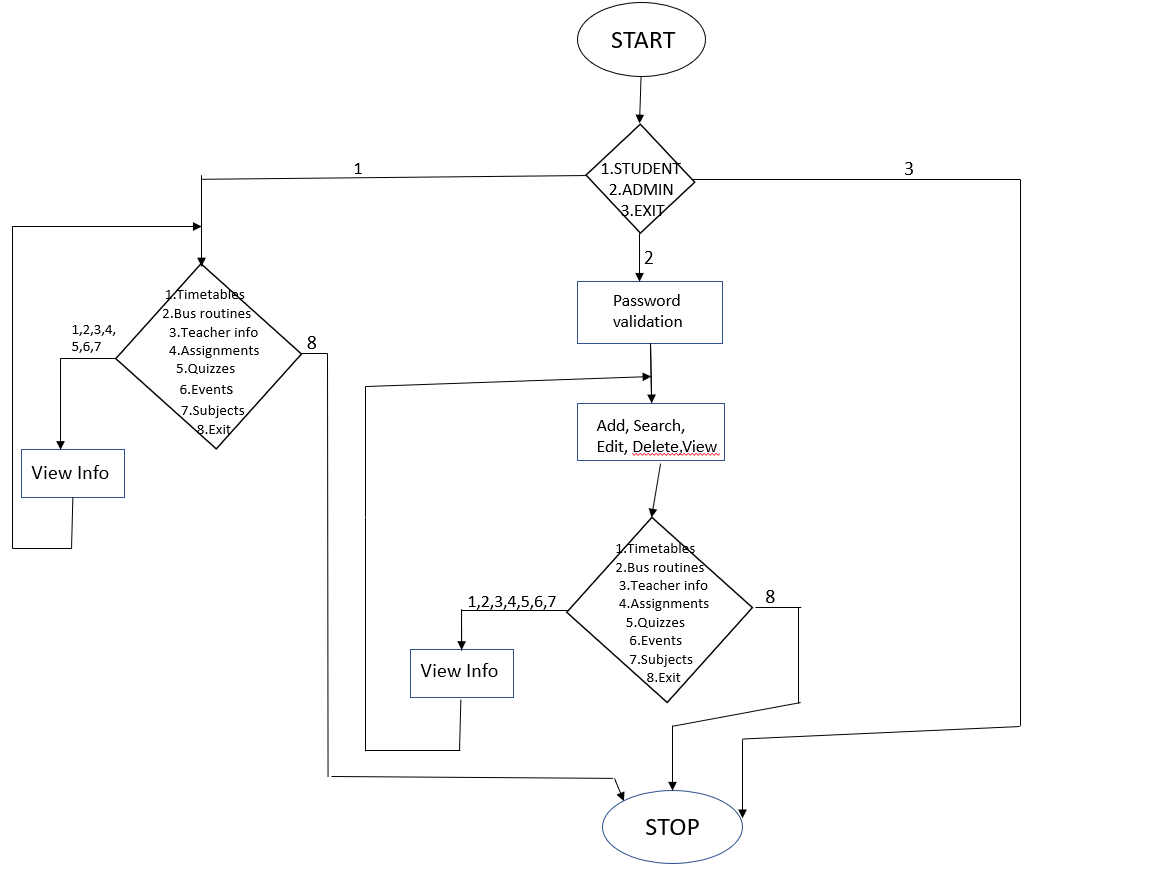 START
1
1.STUDENT
2.ADMIN
3.EXIT
3
2
Password
validation
1.Timetables
2.Bus routines
3.Teacher info
4.Assignments
5.Quizzes
6.Events
7.Subjects
8.Exit
1,2,3,4,
5,6,7
8
View Info
Add, Search,
Edit, Delete,View
1.Timetables
2.Bus routines
3.Teacher info
4.Assignments
5.Quizzes
6.Events
7.Subjects
8.Exit
1,2,3,4,5,6,7
8
View Info
STOP